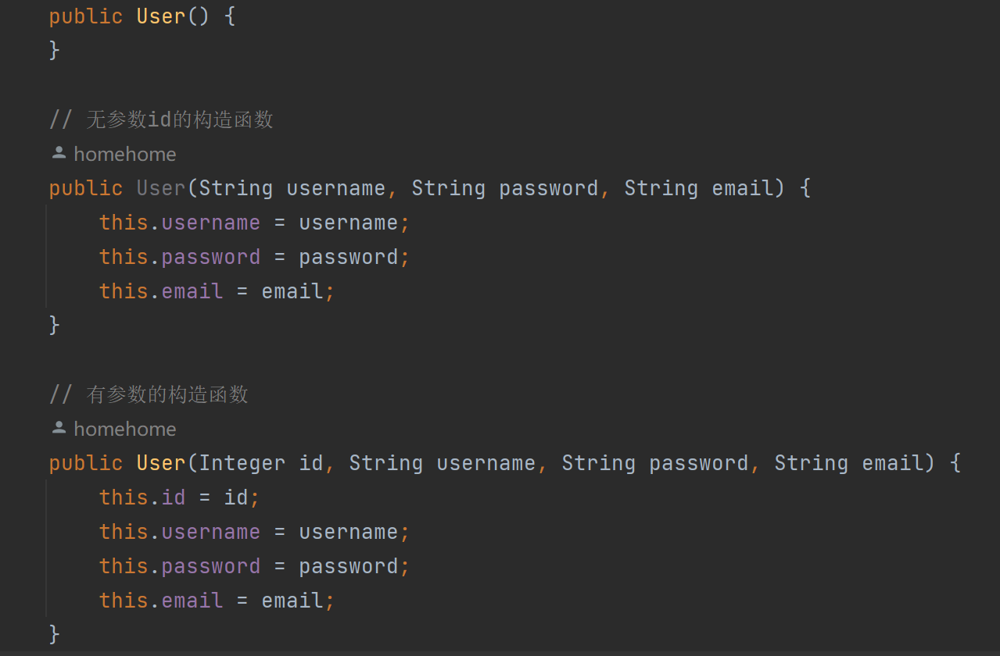 public User() {
}
// 无参数id的构造函数
homehome
public User(String username, String password, String email) {
this.username = username;
this.password = password;
this.email = email;
}
// 有参数的构造函数
homehome
public User(Integer id, String username, String password, String email) {
this.id = id;
this.username = username;
this.password = password;
this.email = email;
}